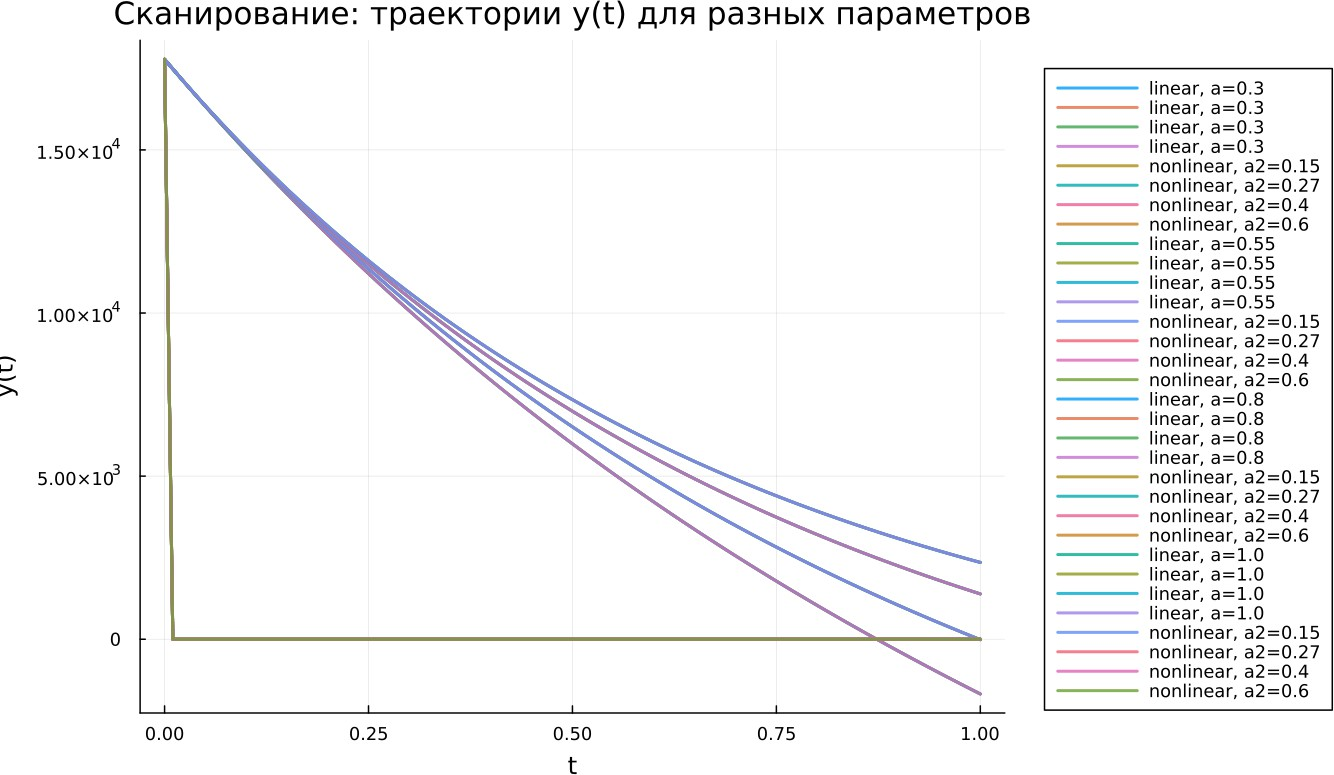 Сканирование: траектории y(t) для разных параметров
y(t)
1.50×10⁴
1.00×10⁴
5.00×10³
0
0.00 0.25 0.50 0.75 1.00
t
linear, a=0.3
linear, a=0.3
linear, a=0.3
linear, a=0.3
nonlinear, a2=0.15
nonlinear, a2=0.27
nonlinear, a2=0.4
nonlinear, a2=0.6
linear, a=0.55
linear, a=0.55
linear, a=0.55
linear, a=0.55
nonlinear, a2=0.15
nonlinear, a2=0.27
nonlinear, a2=0.4
nonlinear, a2=0.6
linear, a=0.8
linear, a=0.8
linear, a=0.8
linear, a=0.8
nonlinear, a2=0.15
nonlinear, a2=0.27
nonlinear, a2=0.4
nonlinear, a2=0.6
linear, a=1.0
linear, a=1.0
linear, a=1.0
linear, a=1.0
nonlinear, a2=0.15
nonlinear, a2=0.27
nonlinear, a2=0.4
nonlinear, a2=0.6